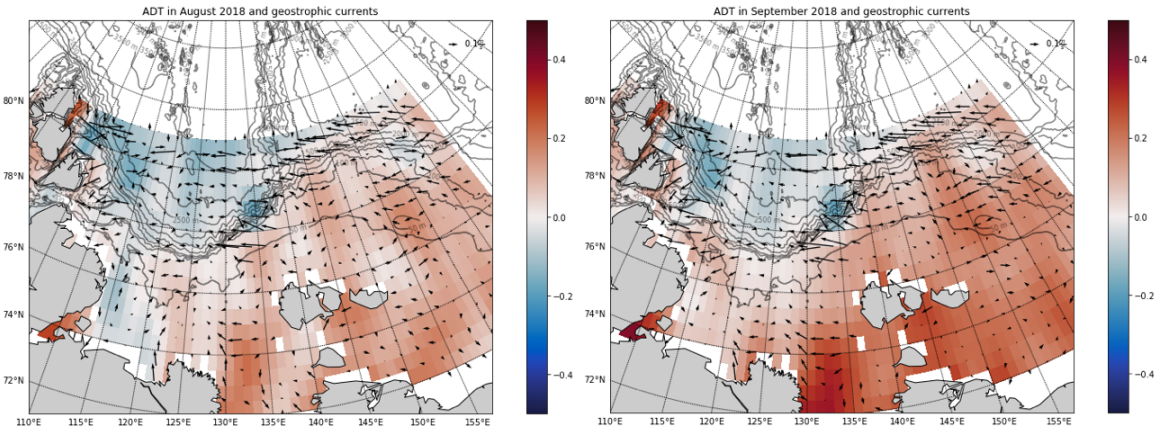 ADT in August 2018 and geostrophic currents
80°N
78°N
76°N
74°N
72°N
110°E
115°E
120°E
125°E
130°E
135°E
140°E
145°E
150°E
155°E
2500 m
0.4
0.2
0.0
−0.2
−0.4
ADT in September 2018 and geostrophic currents
80°N
78°N
76°N
74°N
72°N
110°E
115°E
120°E
125°E
130°E
135°E
140°E
145°E
150°E
155°E
2500 m
0.4
0.2
0.0
−0.2
−0.4